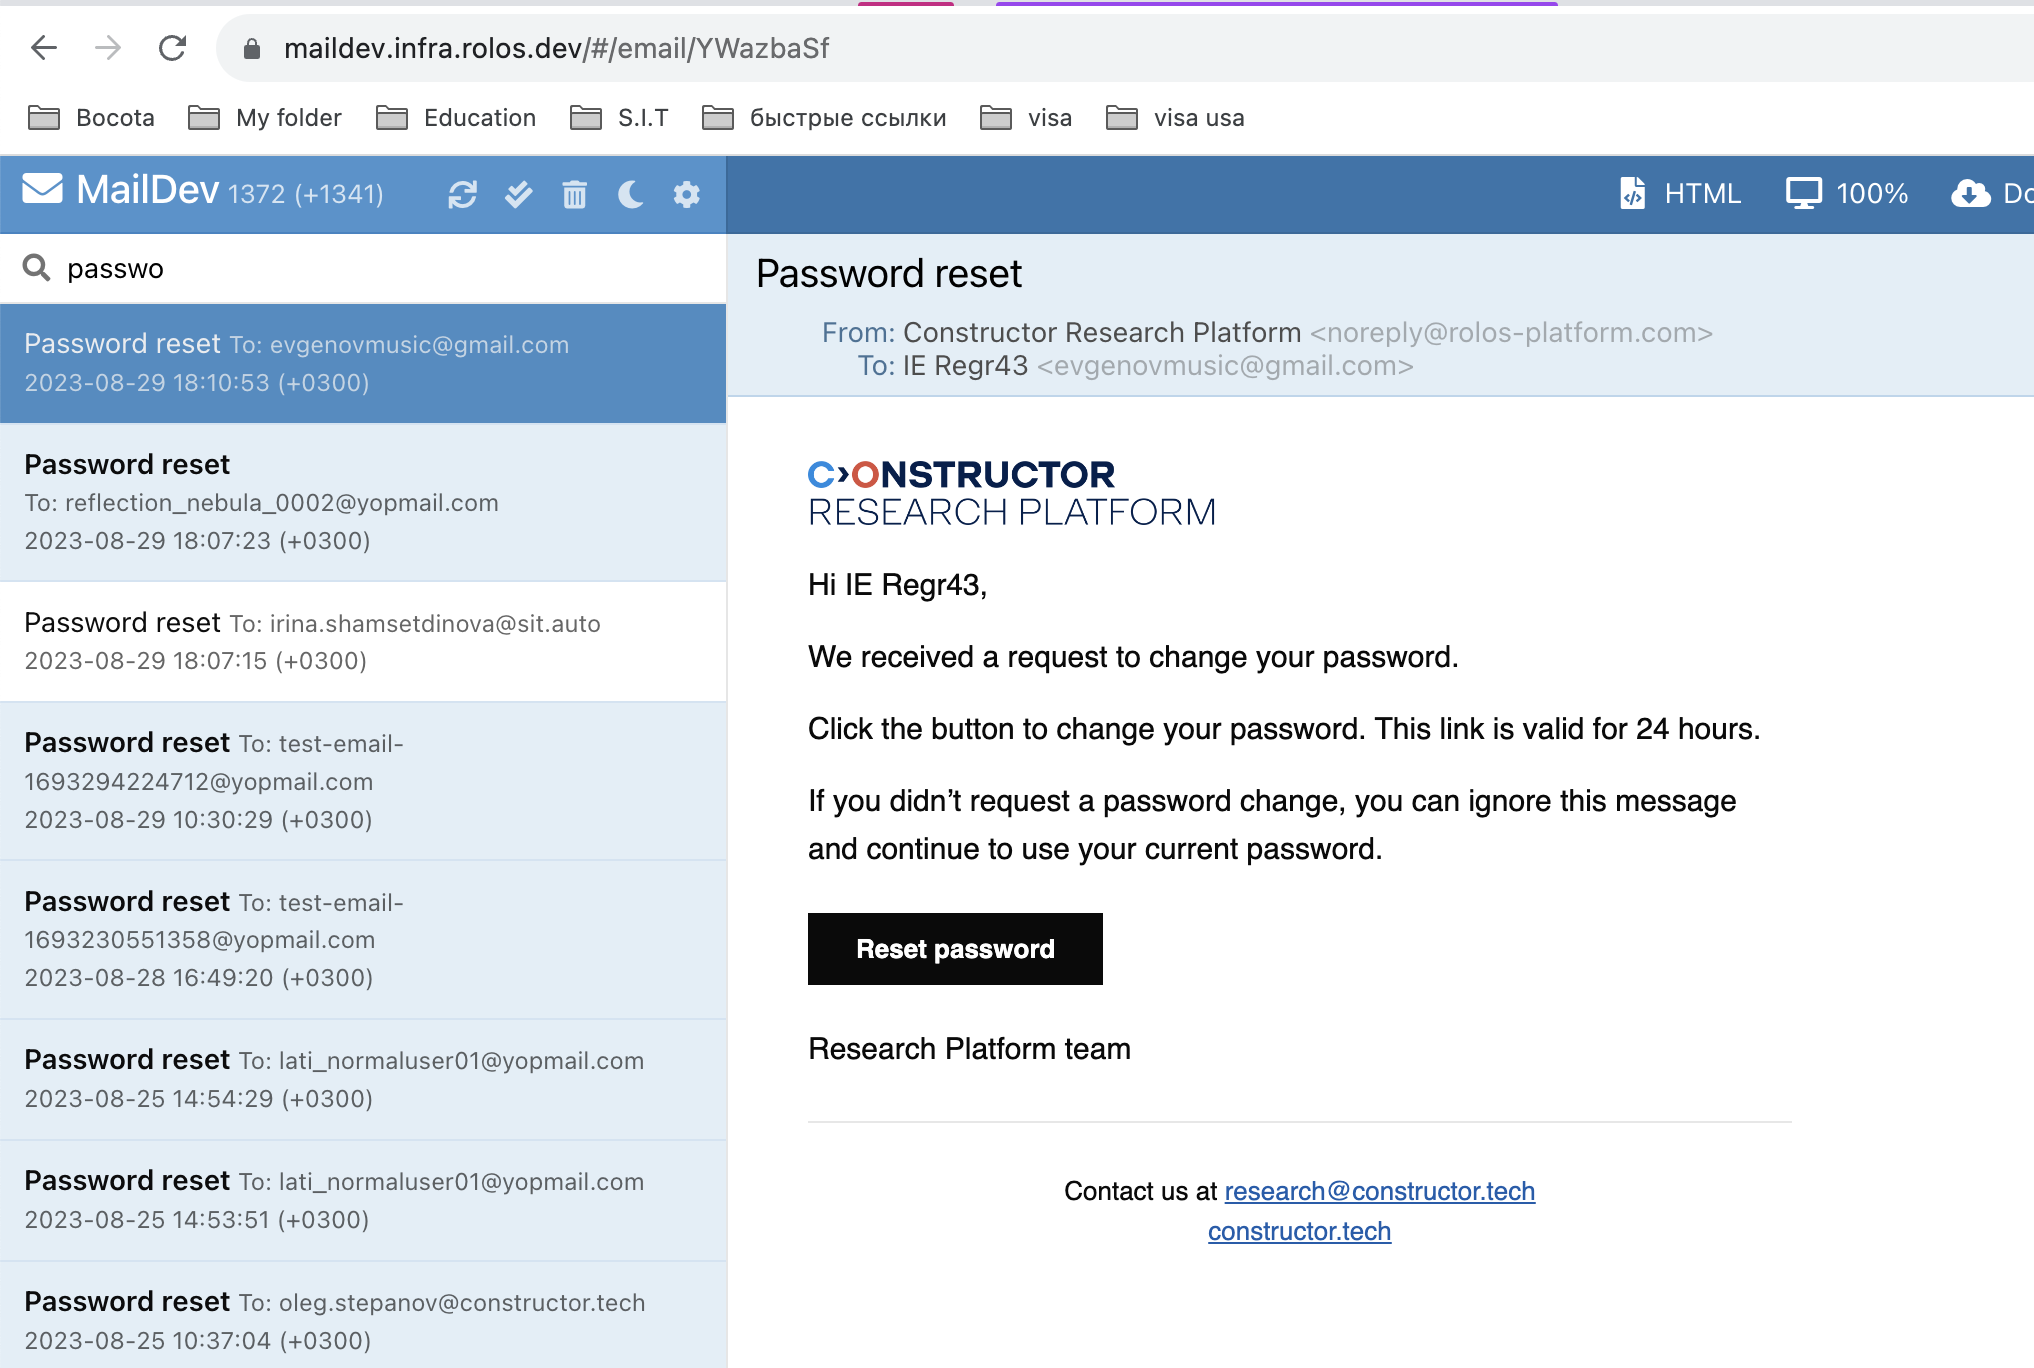 maildev.infra.rolos.dev/#/email/YWazbaSf
Bocota My folder Education S.I.T быстрые ссылки visa visa usa
MailDev 1372 (+1341)
HTML 100%
passwo
Password reset To: evgenovmusic@gmail.com
2023-08-29 18:10:53 (+0300)
Password reset
To: reflection_nebula_0002@yopmail.com
2023-08-29 18:07:23 (+0300)
Password reset To: irina.shamsetdinova@sit.auto
2023-08-29 18:07:15 (+0300)
Password reset To: test-email-
1693294224712@yopmail.com
2023-08-29 10:30:29 (+0300)
Password reset To: test-email-
1693230551358@yopmail.com
2023-08-28 16:49:20 (+0300)
Password reset To: lati_normaluser01@yopmail.com
2023-08-25 14:54:29 (+0300)
Password reset To: lati_normaluser01@yopmail.com
2023-08-25 14:53:51 (+0300)
Password reset To: oleg.stepanov@constructor.tech
2023-08-25 10:37:04 (+0300)
Password reset
From: Constructor Research Platform <noreply@rolos-platform.com>
To: IE Regr43 <evgenovmusic@gmail.com>
C›ONSTRUCTOR
RESEARCH PLATFORM
Hi IE Regr43,
We received a request to change your password.
Click the button to change your password. This link is valid for 24 hours.
If you didn’t request a password change, you can ignore this message
and continue to use your current password.
Reset password
Research Platform team
Contact us at research@constructor.tech
constructor.tech